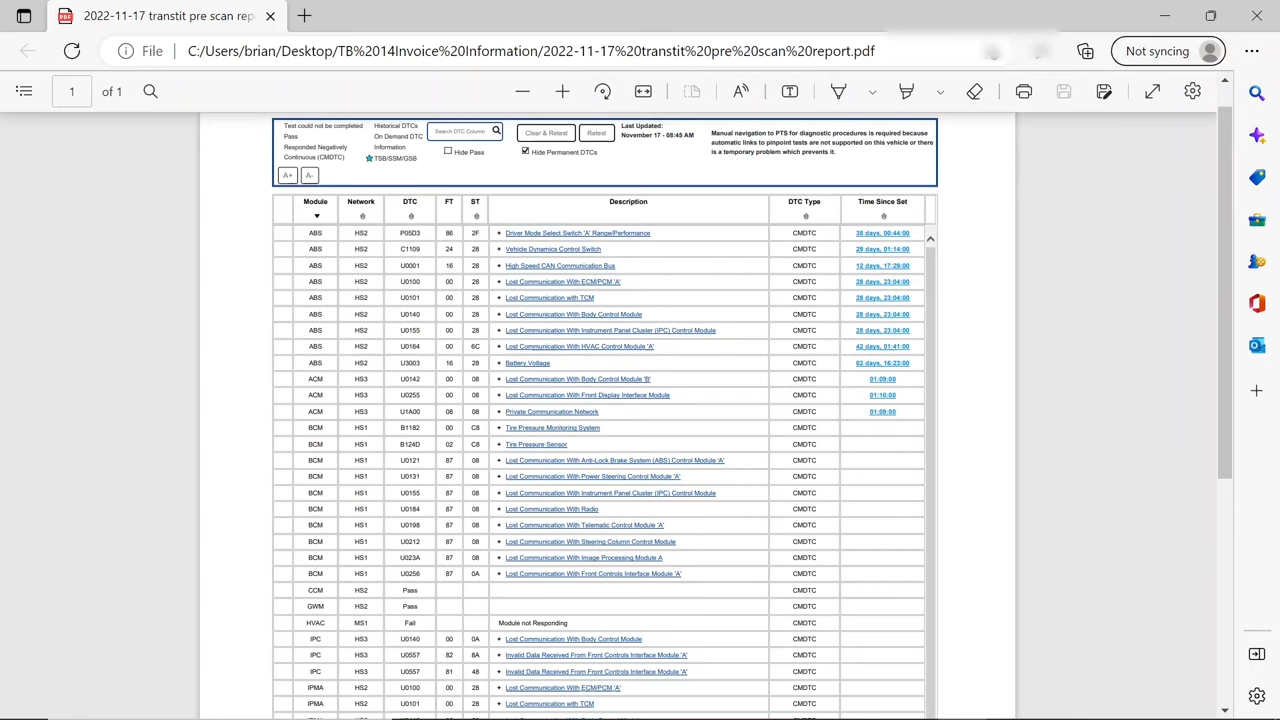 2022-11-17 transtit pre scan rep
File C:/Users/brian/Desktop/TB%2014Invoice%20Information/2022-11-17%20transtit%20pre%20scan%20report.pdf Not syncing
1 of 1
Test could not be completed
Pass
Responded Negatively
Continuous (CMDTC)
Historical DTCs
On Demand DTC
Information
TSB/SSM/GSB
Search DTC Column
Hide Pass
Clear & Retest Retest
Hide Permanent DTCs
Last Updated:
November 17 - 08:45 AM
Manual navigation to PTS for diagnostic procedures is required because
automatic links to pinpoint tests are not supported on this vehicle or there
is a temporary problem which prevents it.
A+ A-
Module Network DTC FT ST Description DTC Type Time Since Set
ABS HS2 P05D3 86 2F + Driver Mode Select Switch 'A' Range/Performance CMDTC 38 days, 00:44:00
ABS HS2 C1109 24 28 + Vehicle Dynamics Control Switch CMDTC 29 days, 01:14:00
ABS HS2 U0001 16 28 + High Speed CAN Communication Bus CMDTC 12 days, 17:29:00
ABS HS2 U0100 00 28 + Lost Communication With ECM/PCM 'A' CMDTC 28 days, 23:04:00
ABS HS2 U0101 00 28 + Lost Communication with TCM CMDTC 28 days, 23:04:00
ABS HS2 U0140 00 28 + Lost Communication With Body Control Module CMDTC 28 days, 23:04:00
ABS HS2 U0155 00 28 + Lost Communication With Instrument Panel Cluster (IPC) Control Module CMDTC 28 days, 23:04:00
ABS HS2 U0164 00 6C + Lost Communication With HVAC Control Module 'A' CMDTC 42 days, 01:41:00
ABS HS2 U3003 16 28 + Battery Voltage CMDTC 02 days, 16:23:00
ACM HS3 U0142 00 08 + Lost Communication With Body Control Module 'B' CMDTC 01:09:00
ACM HS3 U0255 00 08 + Lost Communication With Front Display Interface Module CMDTC 01:10:00
ACM HS3 U1A00 08 08 + Private Communication Network CMDTC 01:09:00
BCM HS1 B1182 00 C8 + Tire Pressure Monitoring System CMDTC
BCM HS1 B124D 02 C8 + Tire Pressure Sensor CMDTC
BCM HS1 U0121 87 08 + Lost Communication With Anti-Lock Brake System (ABS) Control Module 'A' CMDTC
BCM HS1 U0131 87 08 + Lost Communication With Power Steering Control Module 'A' CMDTC
BCM HS1 U0155 87 08 + Lost Communication With Instrument Panel Cluster (IPC) Control Module CMDTC
BCM HS1 U0184 87 08 + Lost Communication With Radio CMDTC
BCM HS1 U0198 87 08 + Lost Communication With Telematic Control Module 'A' CMDTC
BCM HS1 U0212 87 08 + Lost Communication With Steering Column Control Module CMDTC
BCM HS1 U023A 87 08 + Lost Communication With Image Processing Module A CMDTC
BCM HS1 U0256 87 0A + Lost Communication With Front Controls Interface Module 'A' CMDTC
CCM HS2 Pass CMDTC
GWM HS2 Pass CMDTC
HVAC MS1 Fail Module not Responding CMDTC
IPC HS3 U0140 00 0A + Lost Communication With Body Control Module CMDTC
IPC HS3 U0557 82 8A + Invalid Data Received From Front Controls Interface Module 'A' CMDTC
IPC HS3 U0557 81 48 + Invalid Data Received From Front Controls Interface Module 'A' CMDTC
IPMA HS2 U0100 00 28 + Lost Communication With ECM/PCM 'A' CMDTC
IPMA HS2 U0101 00 28 + Lost Communication with TCM CMDTC